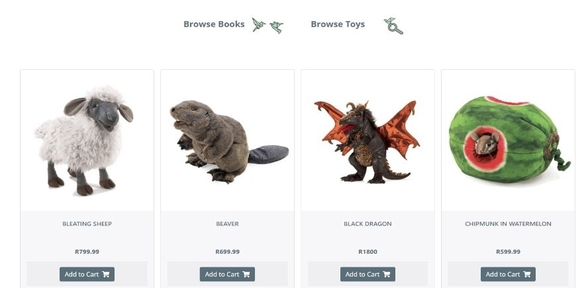 Browse Books
Browse Toys
BLEATING SHEEP
BEAVER
BLACK DRAGON
CHIPMUNK IN WATERMELON
R799.99
R699.99
R1800
R599.99
Add to Cart
Add to Cart
Add to Cart
Add to Cart